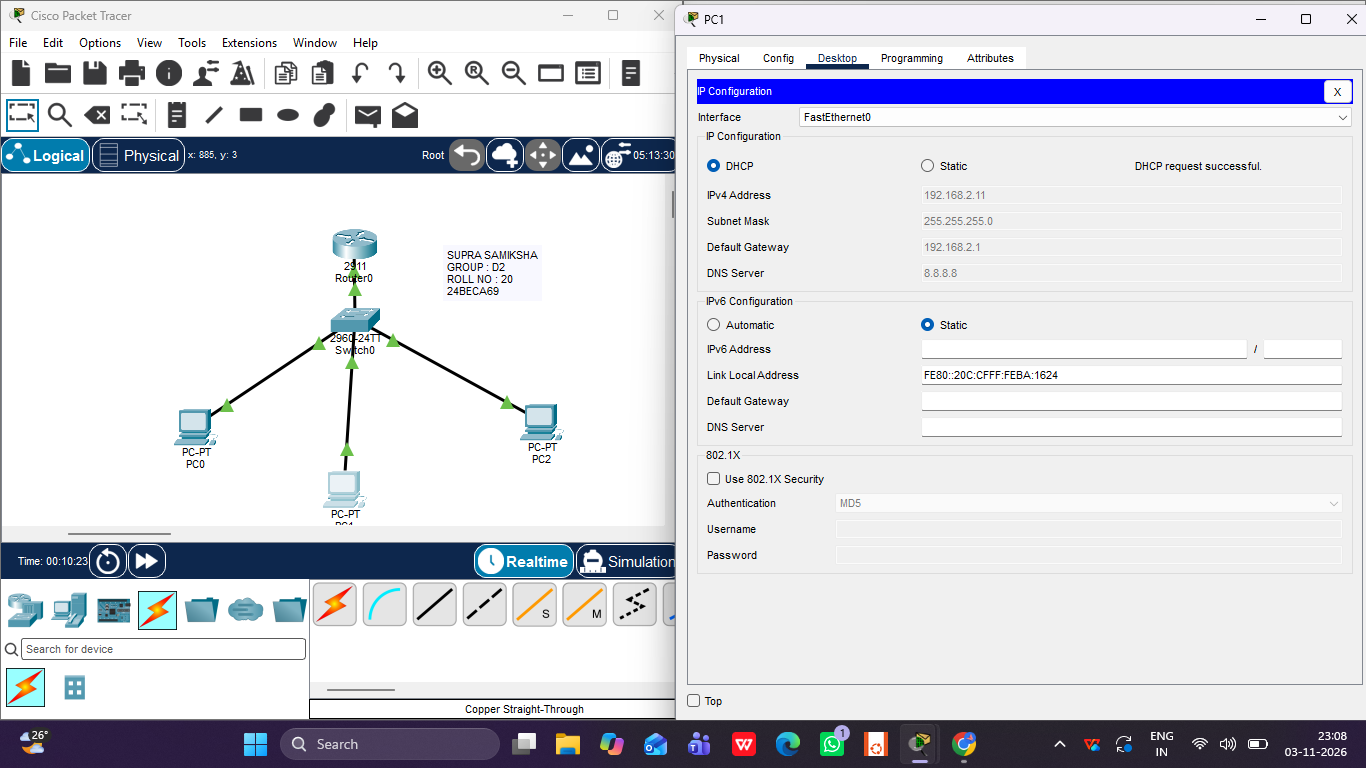 Cisco Packet Tracer
File Edit Options View Tools Extensions Window Help
Logical Physical x: 885, y: 3 Root 05:13:30
2911
Router0
SUPRA SAMIKSHA
GROUP : D2
ROLL NO : 20
24BECA69
2960-24TT
Switch0
PC-PT
PC0
PC-PT
PC2
PC-PT
PC1
Time: 00:10:23 Realtime Simulation
S M
Search for device
Copper Straight-Through
PC1
Physical Config Desktop Programming Attributes
IP Configuration X
Interface FastEthernet0
IP Configuration
DHCP Static DHCP request successful.
IPv4 Address 192.168.2.11
Subnet Mask 255.255.255.0
Default Gateway 192.168.2.1
DNS Server 8.8.8.8
IPv6 Configuration
Automatic Static
IPv6 Address /
Link Local Address FE80::20C:CFFF:FEBA:1624
Default Gateway
DNS Server
802.1X
Use 802.1X Security
Authentication MD5
Username
Password
Top
26°
Search
1
ENG
IN
23:08
03-11-2026